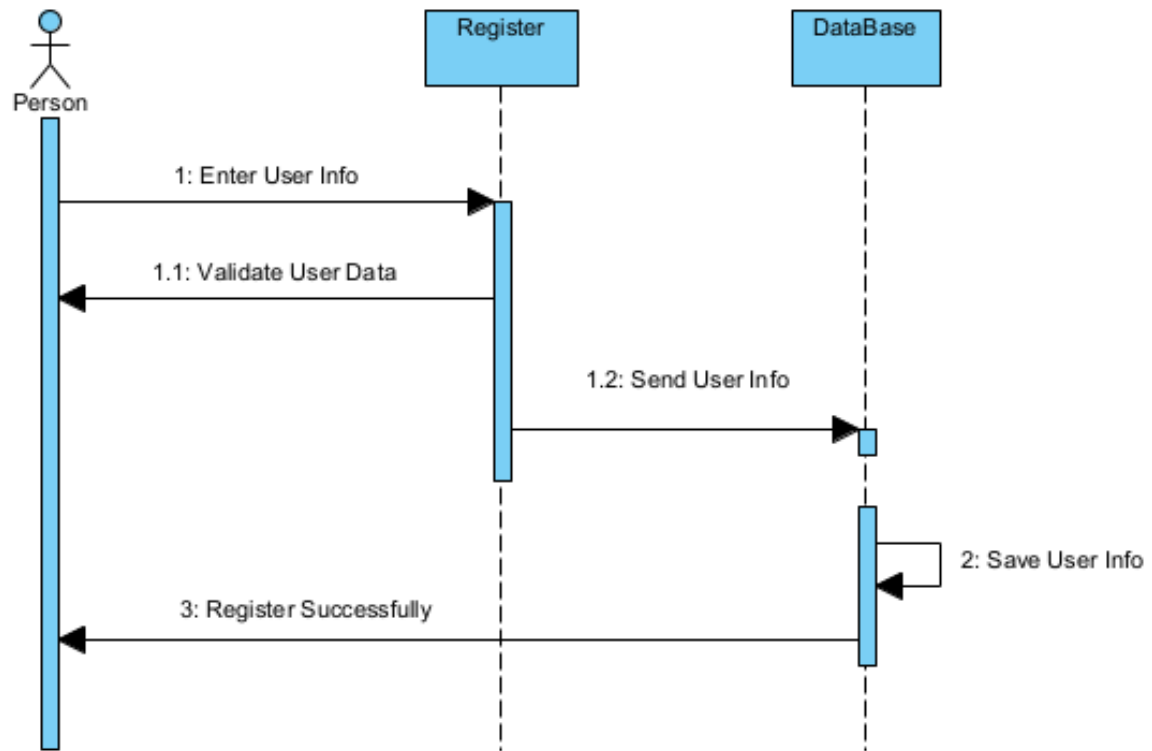 Register
DataBase
Person
1: Enter User Info
1.1: Validate User Data
1.2: Send User Info
2: Save User Info
3: Register Successfully